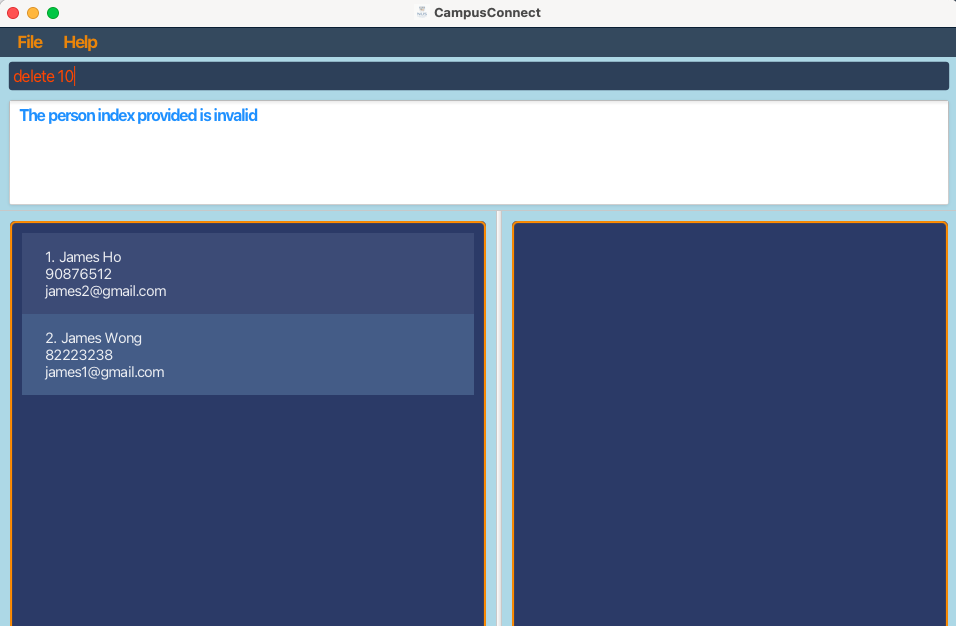 CampusConnect
File Help
delete 10
The person index provided is invalid
1. James Ho
90876512
james2@gmail.com
2. James Wong
82223238
james1@gmail.com